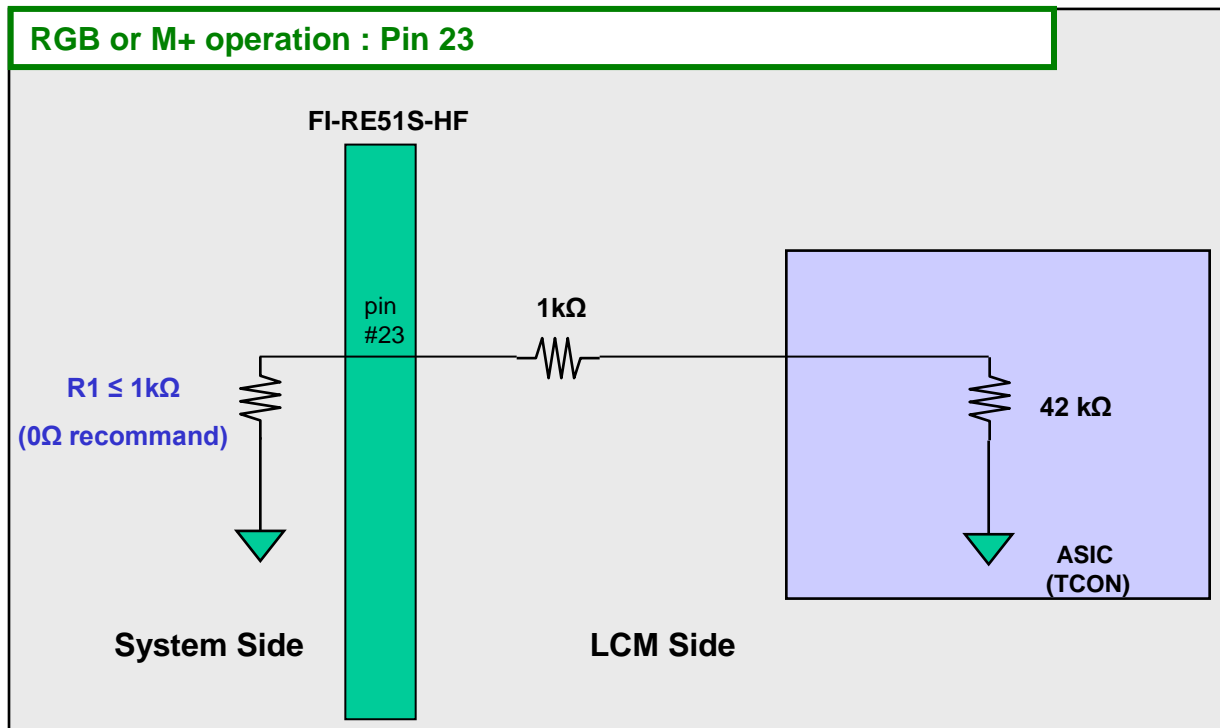 RGB or M+ operation : Pin 23
FI-RE51S-HF
pin
#23
1kΩ
R1 ≤ 1kΩ
(0Ω recommand)
42 kΩ
ASIC
(TCON)
System Side
LCM Side